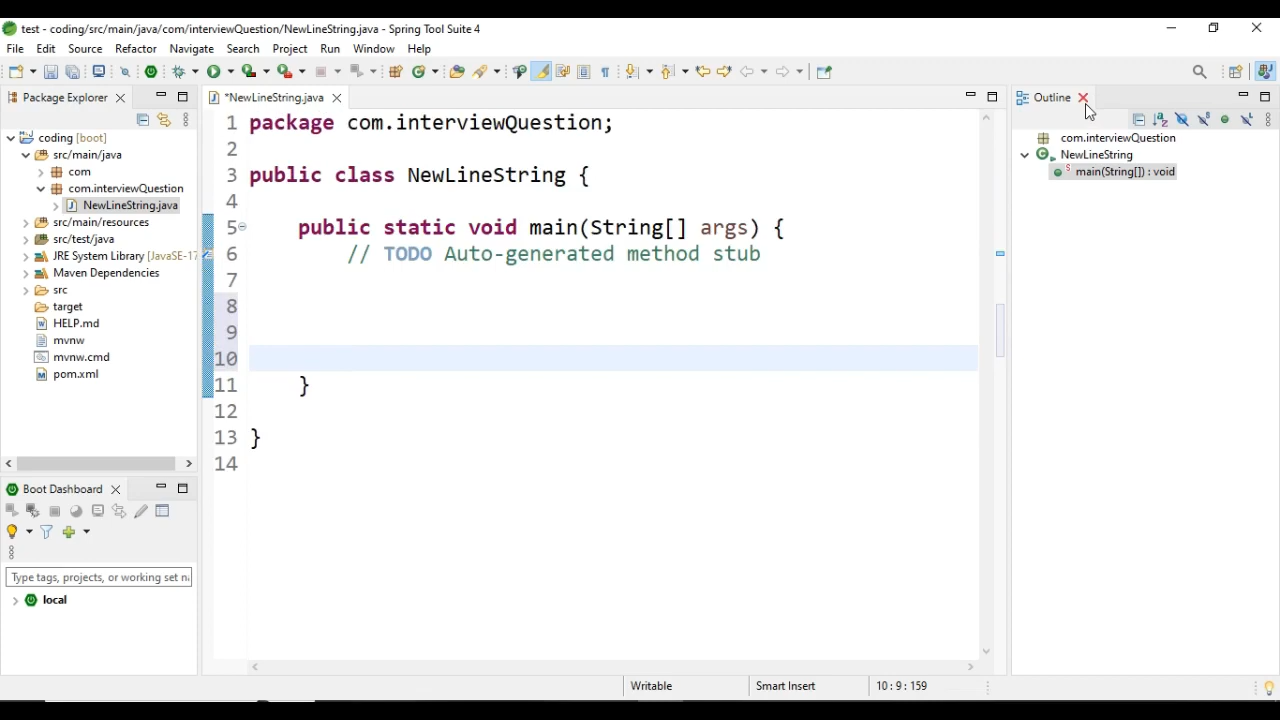 test - coding/src/main/java/com/interviewQuestion/NewLineString.java - Spring Tool Suite 4
File Edit Source Refactor Navigate Search Project Run Window Help
Package Explorer
coding [boot]
src/main/java
com
com.interviewQuestion
NewLineString.java
src/main/resources
src/test/java
JRE System Library [JavaSE-17
Maven Dependencies
src
target
HELP.md
mvnw
mvnw.cmd
pom.xml
Boot Dashboard
Type tags, projects, or working set n
local
*NewLineString.java
1 package com.interviewQuestion;
2
3 public class NewLineString {
4
5 public static void main(String[] args) {
6 // TODO Auto-generated method stub
7
8
9
10
11 }
12
13 }
14
Outline
com.interviewQuestion
NewLineString
main(String[]) : void
Writable Smart Insert 10 : 9 : 159